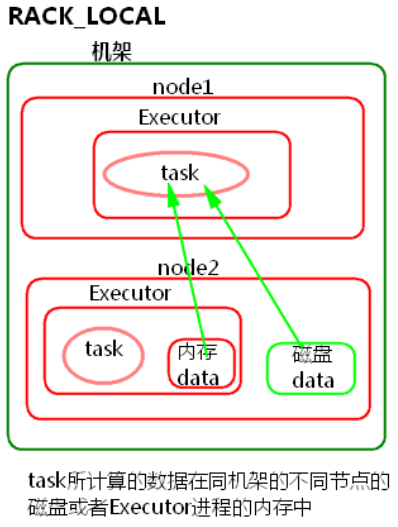 RACK_LOCAL
机架
node1
Executor
task
node2
Executor
task
内存
data
磁盘
data
task所计算的数据在同机架的不同节点的
磁盘或者Executor进程的内存中